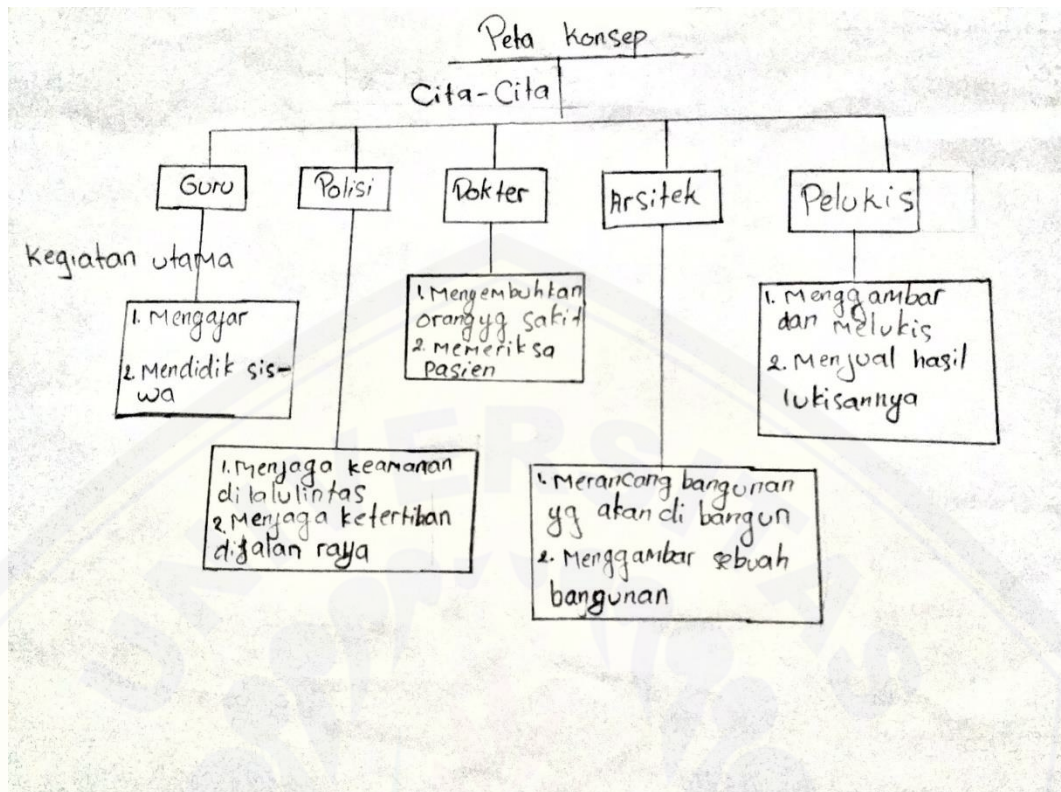 Peta Konsep
Cita-Cita
Guru
Polisi
Dokter
Arsitek
Pelukis
Kegiatan utama
1. Mengajar
2. Mendidik sis-
wa
1. Mengembuhkan
orang yg sakit
2. Memeriksa
pasien
1. Menggambar
dan Melukis
2. Menjual hasil
lukisannya
1. Menjaga keamanan
di lalulintas
2. Menjaga ketertiban
dijalan raya
1. Merancang bangunan
yg akan di bangun
2. Menggambar sebuah
bangunan
UNIVERSITAS